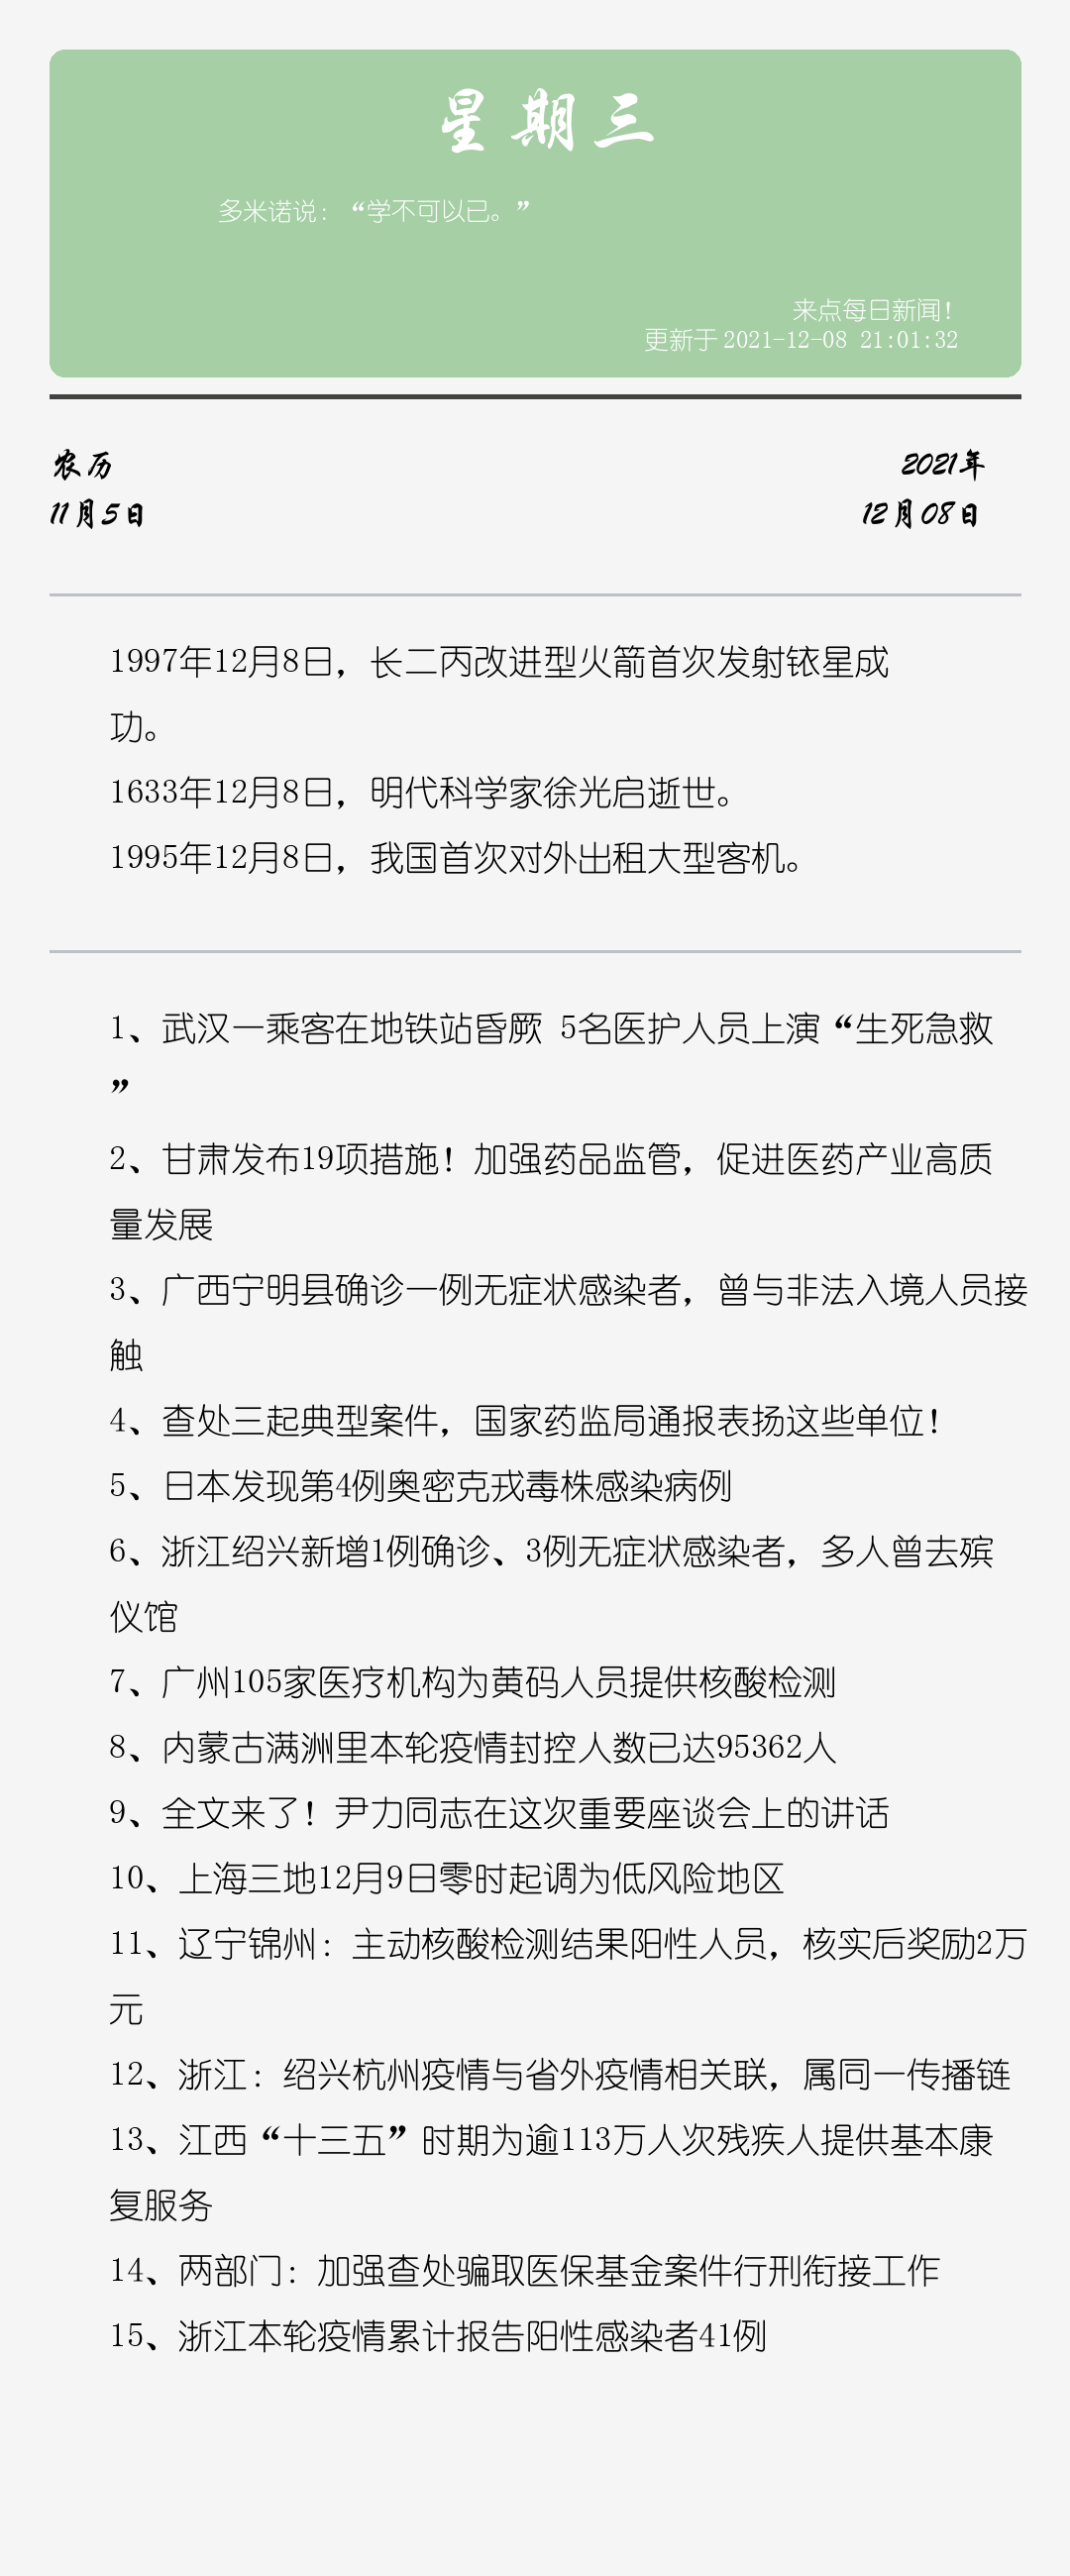 星期三
多米诺说：“学不可以已。”
来点每日新闻！
更新于 2021-12-08 21:01:32
农历
2021年
11月5日
12月08日
1997年12月8日，长二丙改进型火箭首次发射铱星成
功。
1633年12月8日，明代科学家徐光启逝世。
1995年12月8日，我国首次对外出租大型客机。
1、武汉一乘客在地铁站昏厥 5名医护人员上演“生死急救
”
2、甘肃发布19项措施！加强药品监管，促进医药产业高质
量发展
3、广西宁明县确诊一例无症状感染者，曾与非法入境人员接
触
4、查处三起典型案件，国家药监局通报表扬这些单位！
5、日本发现第4例奥密克戎毒株感染病例
6、浙江绍兴新增1例确诊、3例无症状感染者，多人曾去殡
仪馆
7、广州105家医疗机构为黄码人员提供核酸检测
8、内蒙古满洲里本轮疫情封控人数已达95362人
9、全文来了！尹力同志在这次重要座谈会上的讲话
10、上海三地12月9日零时起调为低风险地区
11、辽宁锦州：主动核酸检测结果阳性人员，核实后奖励2万
元
12、浙江：绍兴杭州疫情与省外疫情相关联，属同一传播链
13、江西“十三五”时期为逾113万人次残疾人提供基本康
复服务
14、两部门：加强查处骗取医保基金案件行刑衔接工作
15、浙江本轮疫情累计报告阳性感染者41例